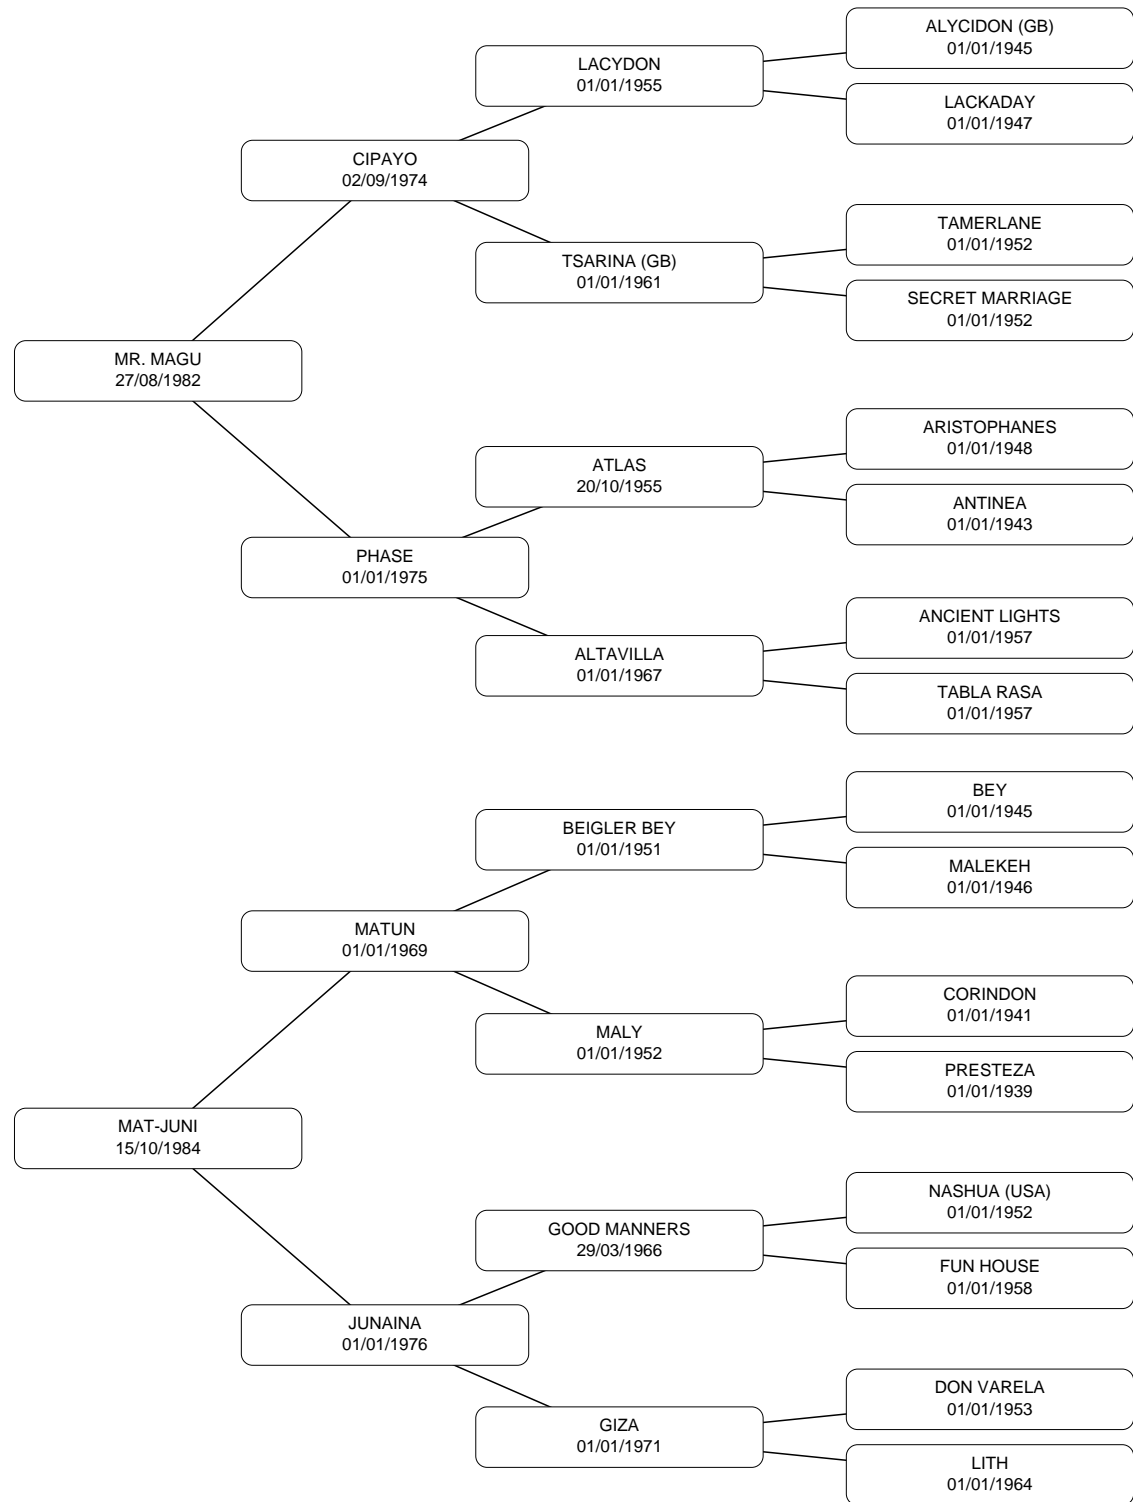 ALYCIDON (GB)
01/01/1945
LACYDON
01/01/1955
LACKADAY
01/01/1947
CIPAYO
02/09/1974
TAMERLANE
01/01/1952
TSARINA (GB)
01/01/1961
SECRET MARRIAGE
01/01/1952
MR. MAGU
27/08/1982
ARISTOPHANES
01/01/1948
ATLAS
20/10/1955
ANTINEA
01/01/1943
PHASE
01/01/1975
ANCIENT LIGHTS
01/01/1957
ALTAVILLA
01/01/1967
TABLA RASA
01/01/1957
BEY
01/01/1945
BEIGLER BEY
01/01/1951
MALEKEH
01/01/1946
MATUN
01/01/1969
CORINDON
01/01/1941
MALY
01/01/1952
PRESTEZA
01/01/1939
MAT-JUNI
15/10/1984
NASHUA (USA)
01/01/1952
GOOD MANNERS
29/03/1966
FUN HOUSE
01/01/1958
JUNAINA
01/01/1976
DON VARELA
01/01/1953
GIZA
01/01/1971
LITH
01/01/1964